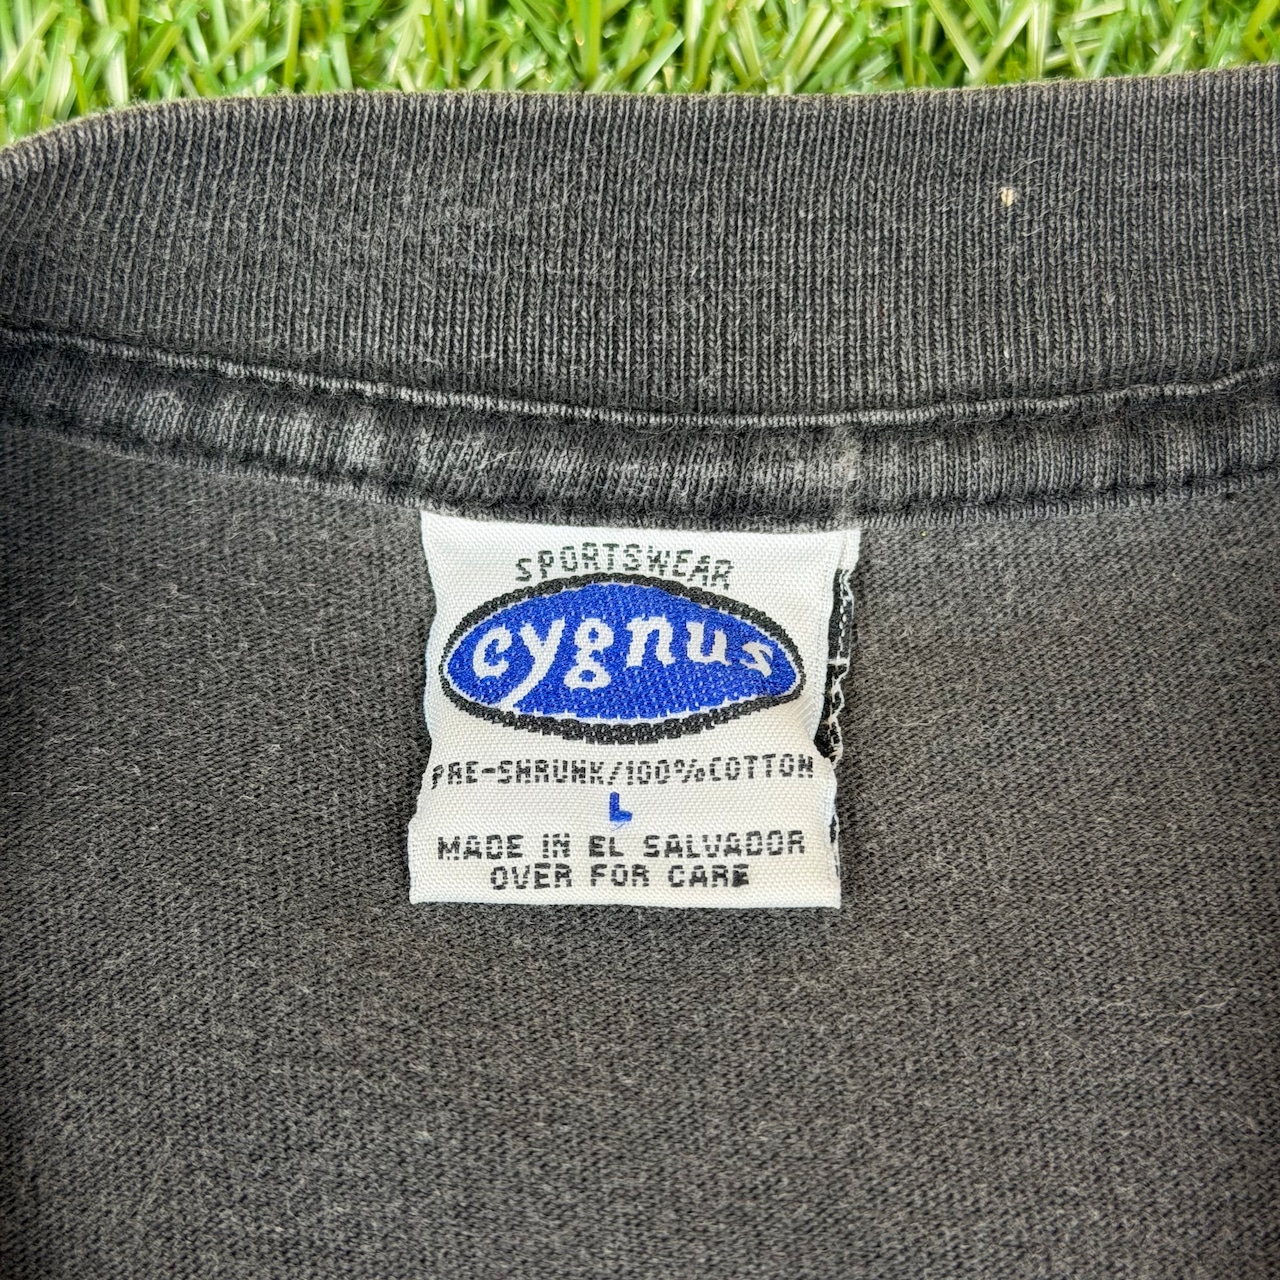 SPORTSWEAR
cygnus
PRE-SHRUNK/100%COTTON
L
MADE IN EL SALVADOR
OVER FOR CARE